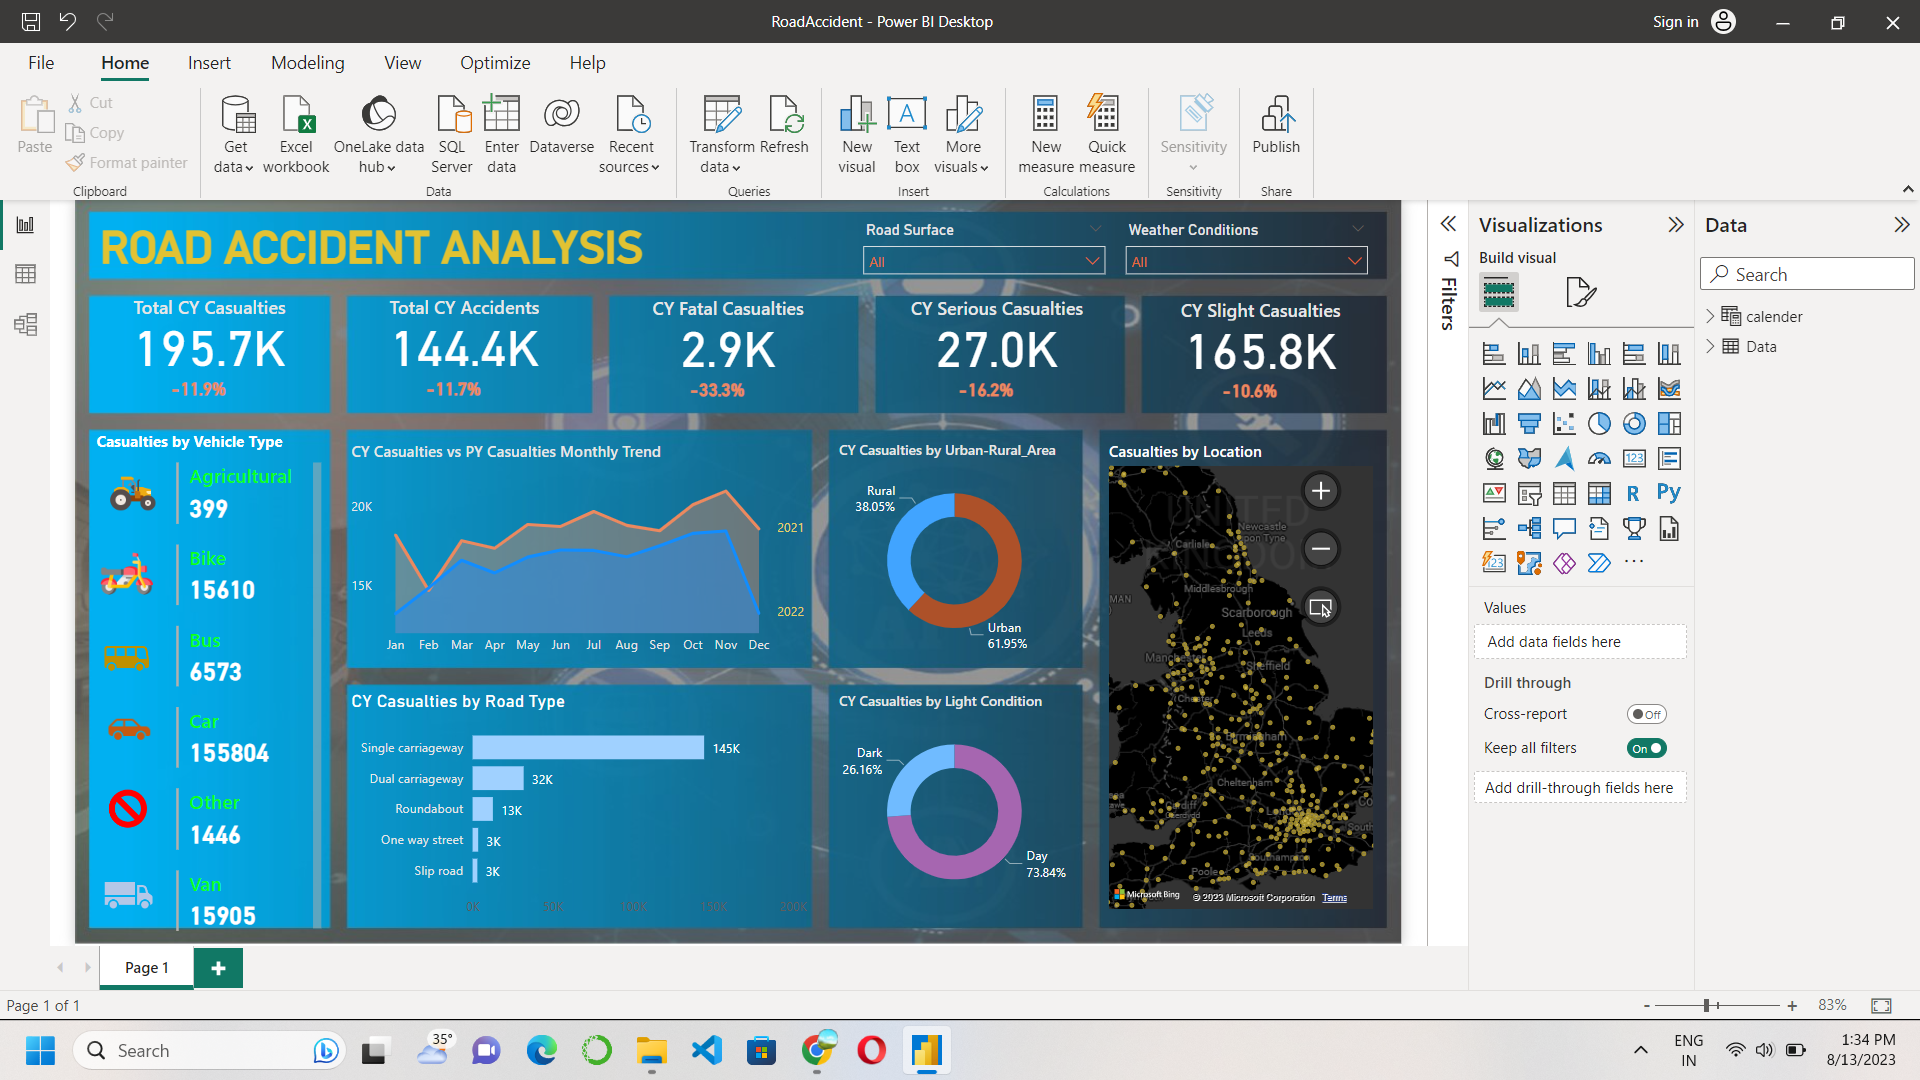 RoadAccident - Power BI Desktop
Sign in
File Home Insert Modeling View Optimize Help
Paste
Cut
Copy
Format painter
Clipboard
Get data
Excel workbook
OneLake data hub
SQL Server
Enter data
Dataverse
Recent sources
Data
Transform data
Refresh
Queries
New visual
Text box
More visuals
Insert
New measure
Quick measure
Calculations
Sensitivity
Sensitivity
Publish
Share
ROAD ACCIDENT ANALYSIS
Road Surface
All
Weather Conditions
All
Total CY Casualties
195.7K
-11.9%
Total CY Accidents
144.4K
-11.7%
CY Fatal Casualties
2.9K
-33.3%
CY Serious Casualties
27.0K
-16.2%
CY Slight Casualties
165.8K
-10.6%
Casualties by Vehicle Type
Agricultural
399
Bike
15610
Bus
6573
Car
155804
Other
1446
Van
15905
CY Casualties vs PY Casualties Monthly Trend
20K
15K
2021
2022
Jan Feb Mar Apr May Jun Jul Aug Sep Oct Nov Dec
CY Casualties by Road Type
Single carriageway 145K
Dual carriageway 32K
Roundabout 13K
One way street 3K
Slip road 3K
0K 50K 100K 150K 200K
CY Casualties by Urban-Rural_Area
Rural
38.05%
Urban
61.95%
CY Casualties by Light Condition
Dark
26.16%
Day
73.84%
Casualties by Location
UNITED
KINGDOM
Newcastle
upon Tyne
Carlisle
Middlesbrough
MAN
Scarborough
Leeds
Manchester
Sheffield
Chester
Birmingham
Cheltenham
Cardiff
Southampton
Poole
Microsoft Bing
© 2023 Microsoft Corporation Terms
Filters
Visualizations
Build visual
Values
Add data fields here
Drill through
Cross-report
Off
Keep all filters
On
Add drill-through fields here
Data
Search
calender
Data
Page 1
Page 1 of 1
83%
Search
35°
ENG
IN
1:34 PM
8/13/2023